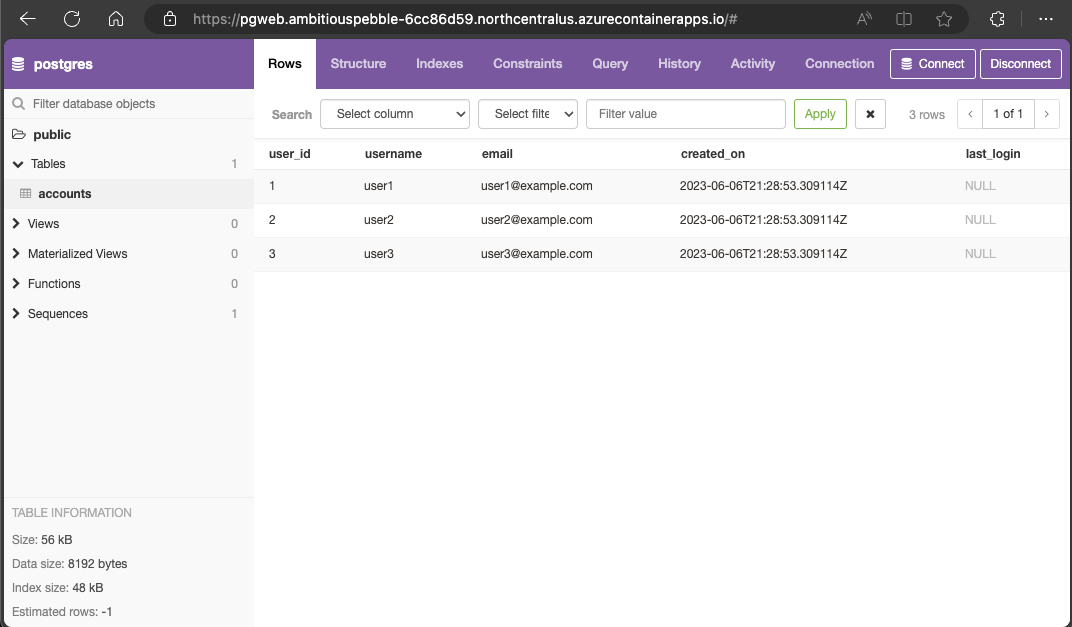 https://pgweb.ambitiouspebble-6cc86d59.northcentralus.azurecontainerapps.io/#
postgres
Rows Structure Indexes Constraints Query History Activity Connection Connect Disconnect
Filter database objects
public
Tables 1
accounts
Views 0
Materialized Views 0
Functions 0
Sequences 1
TABLE INFORMATION
Size: 56 kB
Data size: 8192 bytes
Index size: 48 kB
Estimated rows: -1
Search Select column Select filte Filter value Apply 3 rows 1 of 1
user_id username email created_on last_login
1 user1 user1@example.com 2023-06-06T21:28:53.309114Z NULL
2 user2 user2@example.com 2023-06-06T21:28:53.309114Z NULL
3 user3 user3@example.com 2023-06-06T21:28:53.309114Z NULL